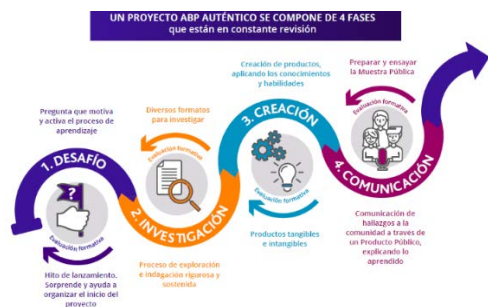 UN PROYECTO ABP AUTÉNTICO SE COMPONE DE 4 FASES
que están en constante revisión
Pregunta que motiva
y activa el proceso de
aprendizaje
1. DESAFÍO
?
Evaluación formativa
Hito de lanzamiento.
Sorprende y ayuda a
organizar el inicio del
proyecto
Diversos formatos
para investigar
Evaluación formativa
2. INVESTIGACIÓN
Proceso de exploración
e indagación rigurosa y
sostenida
Creación de productos,
aplicando los conocimientos
y habilidades
3. CREACIÓN
Evaluación formativa
Productos tangibles
e intangibles
Preparar y ensayar
la Muestra Pública
Evaluación formativa
4. COMUNICACIÓN
Comunicación de
hallazgos a la
comunidad a través de
un Producto Público,
explicando lo
aprendido